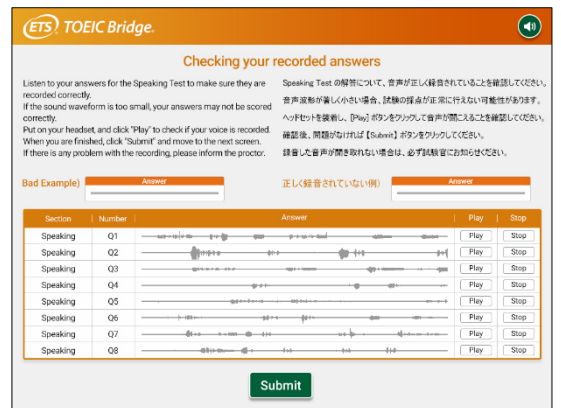 ETS TOEIC Bridge.
Checking your recorded answers
Listen to your answers for the Speaking Test to make sure they are
recorded correctly.
If the sound waveform is too small, your answers may not be scored
correctly.
Put on your headset, and click "Play" to check if your voice is recorded.
When you are finished, click "Submit" and move to the next screen.
If there is any problem with the recording, please inform the proctor.
Speaking Test の解答について、音声が正しく録音されていることを確認してください。
音声波形が著しく小さい場合、試験の採点が正常に行えない可能性があります。
ヘッドセットを装着し、[Play] ボタンをクリックして音声が聞こえることを確認してください。
確認後、問題がなければ【Submit】ボタンをクリックしてください。
録音した音声が聞き取れない場合は、必ず試験官にお知らせください。
Bad Example) Answer
正しく録音されていない例) Answer
Section | Number | Answer | Play | Stop
Speaking Q1 Play Stop
Speaking Q2 Play Stop
Speaking Q3 Play Stop
Speaking Q4 Play Stop
Speaking Q5 Play Stop
Speaking Q6 Play Stop
Speaking Q7 Play Stop
Speaking Q8 Play Stop
Submit